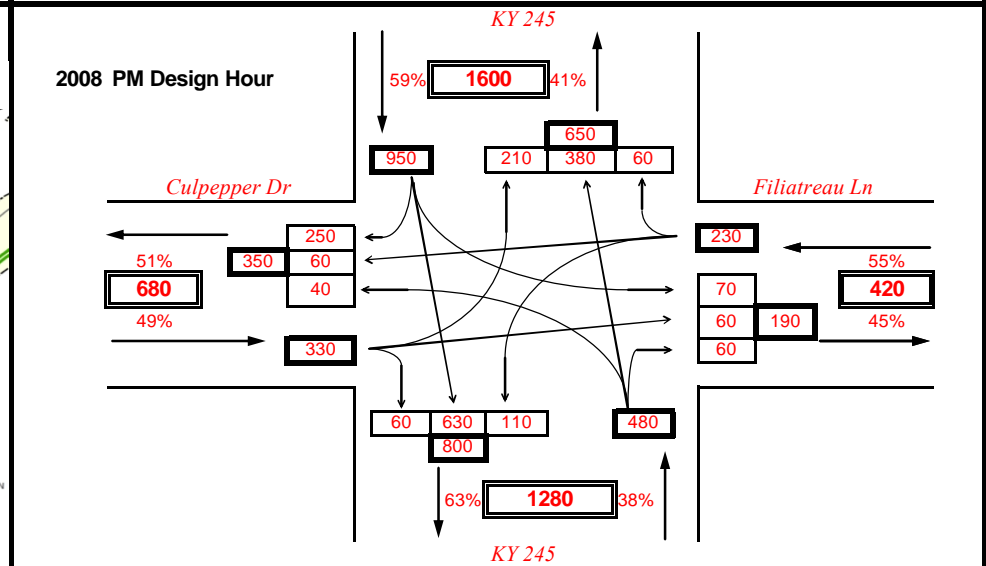 KY 245
2008 PM Design Hour
59% 1600 41%
650
950 210 380 60
Culpepper Dr Filiatreau Ln
250 230
51% 350 60 55%
680 40 70 420
49% 60 190 45%
330 60
60 630 110 480
800
63% 1280 38%
KY 245